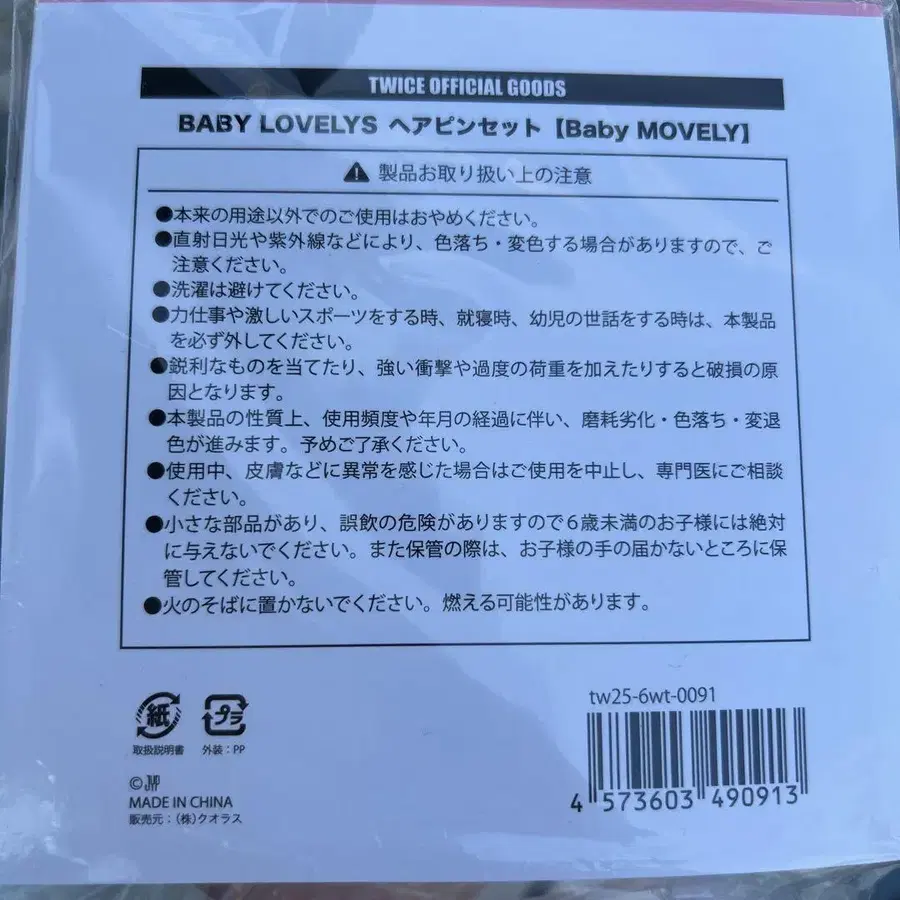 TWICE OFFICIAL GOODS
BABY LOVELYS ヘアピンセット【Baby MOVELY】
製品お取り扱い上の注意
●本来の用途以外でのご使用はおやめください。
●直射日光や紫外線などにより、色落ち・変色する場合がありますので、ご
注意ください。
●洗濯は避けてください。
●力仕事や激しいスポーツをする時、就寝時、幼児の世話をする時は、本製品
を必ず外してください。
●鋭利なものを当てたり、強い衝撃や過度の荷重を加えたりすると破損の原
因となります。
●本製品の性質上、使用頻度や年月の経過に伴い、磨耗劣化・色落ち・変退
色が進みます。予めご了承ください。
●使用中、皮膚などに異常を感じた場合はご使用を中止し、専門医にご相談
ください。
●小さな部品があり、誤飲の危険がありますので6歳未満のお子様には絶対
に与えないでください。また保管の際は、お子様の手の届かないところに保
管してください。
●火のそばに置かないでください。燃える可能性があります。
紙 プラ
取扱説明書 外装：PP
tw25-6wt-0091
4 573603 490913
© JYP
MADE IN CHINA
販売元：（株）クオラス